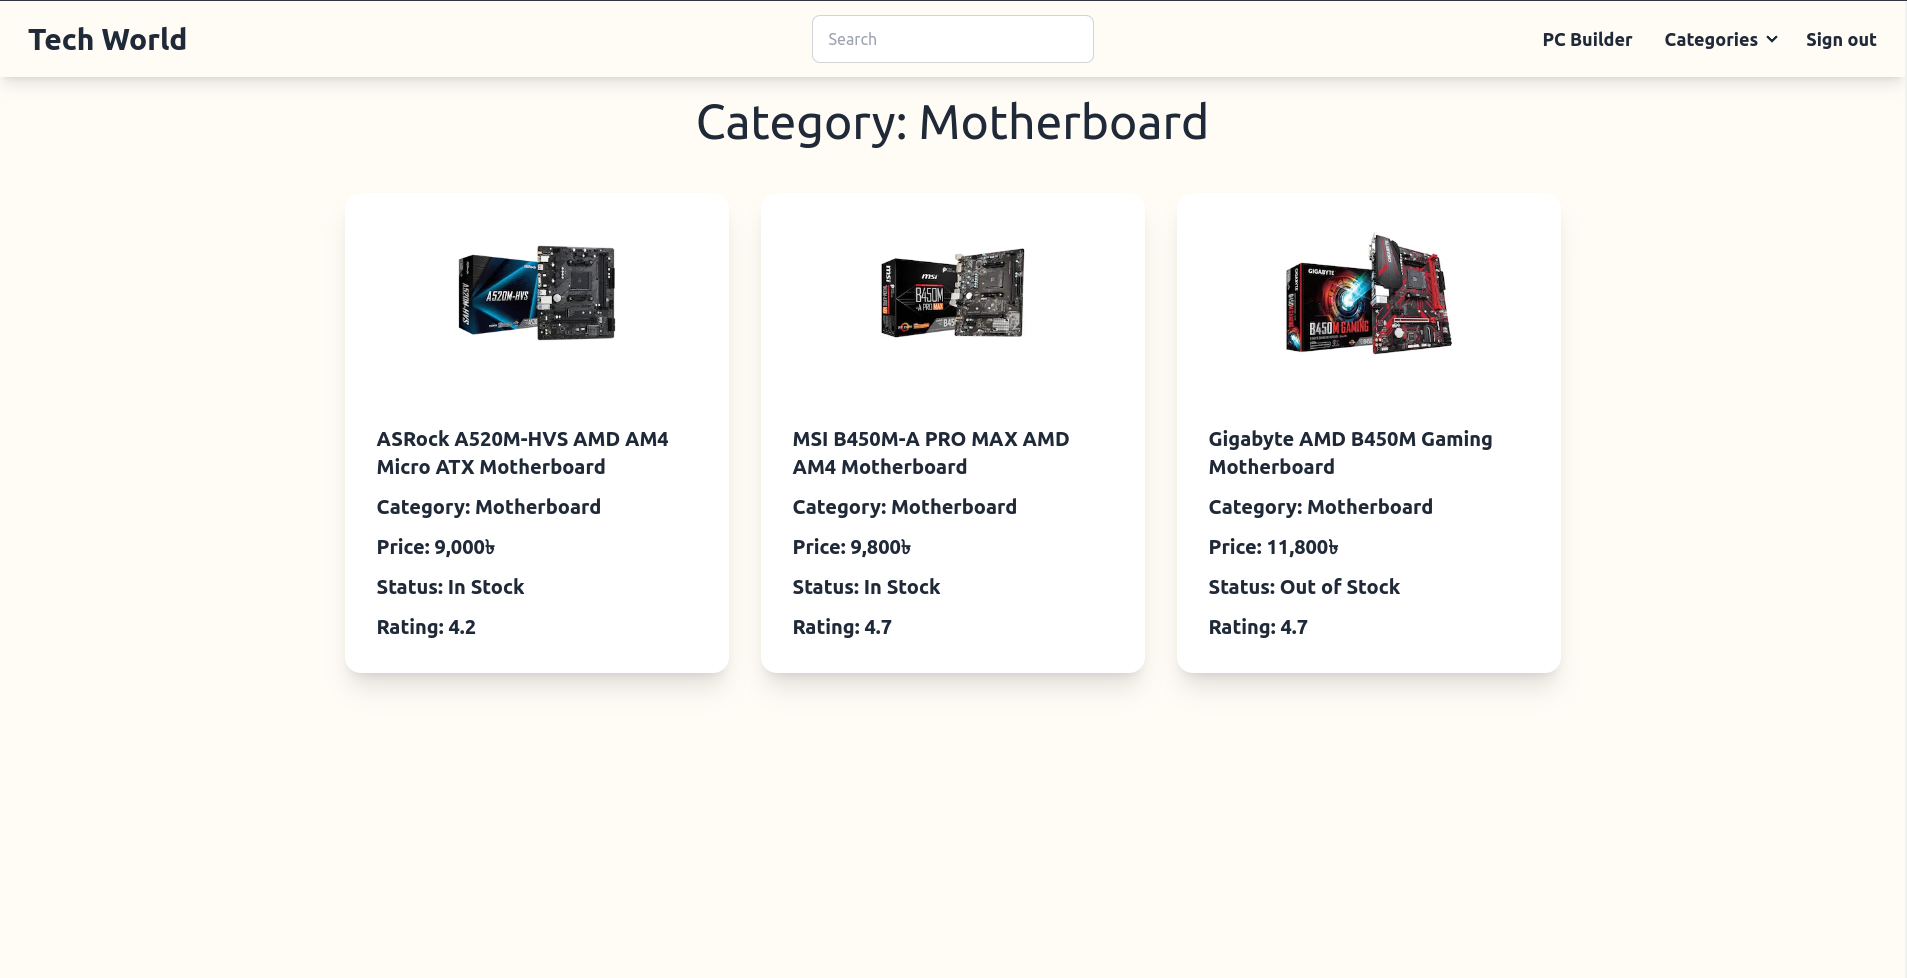 Tech World
Search
PC Builder
Categories
Sign out
Category: Motherboard
A520M-HVS
A520M-HVS
msi
msi
B450M
-A PRO MAX
GIGABYTE
B450M GAMING
ASRock A520M-HVS AMD AM4
Micro ATX Motherboard
Category: Motherboard
Price: 9,000৳
Status: In Stock
Rating: 4.2
MSI B450M-A PRO MAX AMD
AM4 Motherboard
Category: Motherboard
Price: 9,800৳
Status: In Stock
Rating: 4.7
Gigabyte AMD B450M Gaming
Motherboard
Category: Motherboard
Price: 11,800৳
Status: Out of Stock
Rating: 4.7